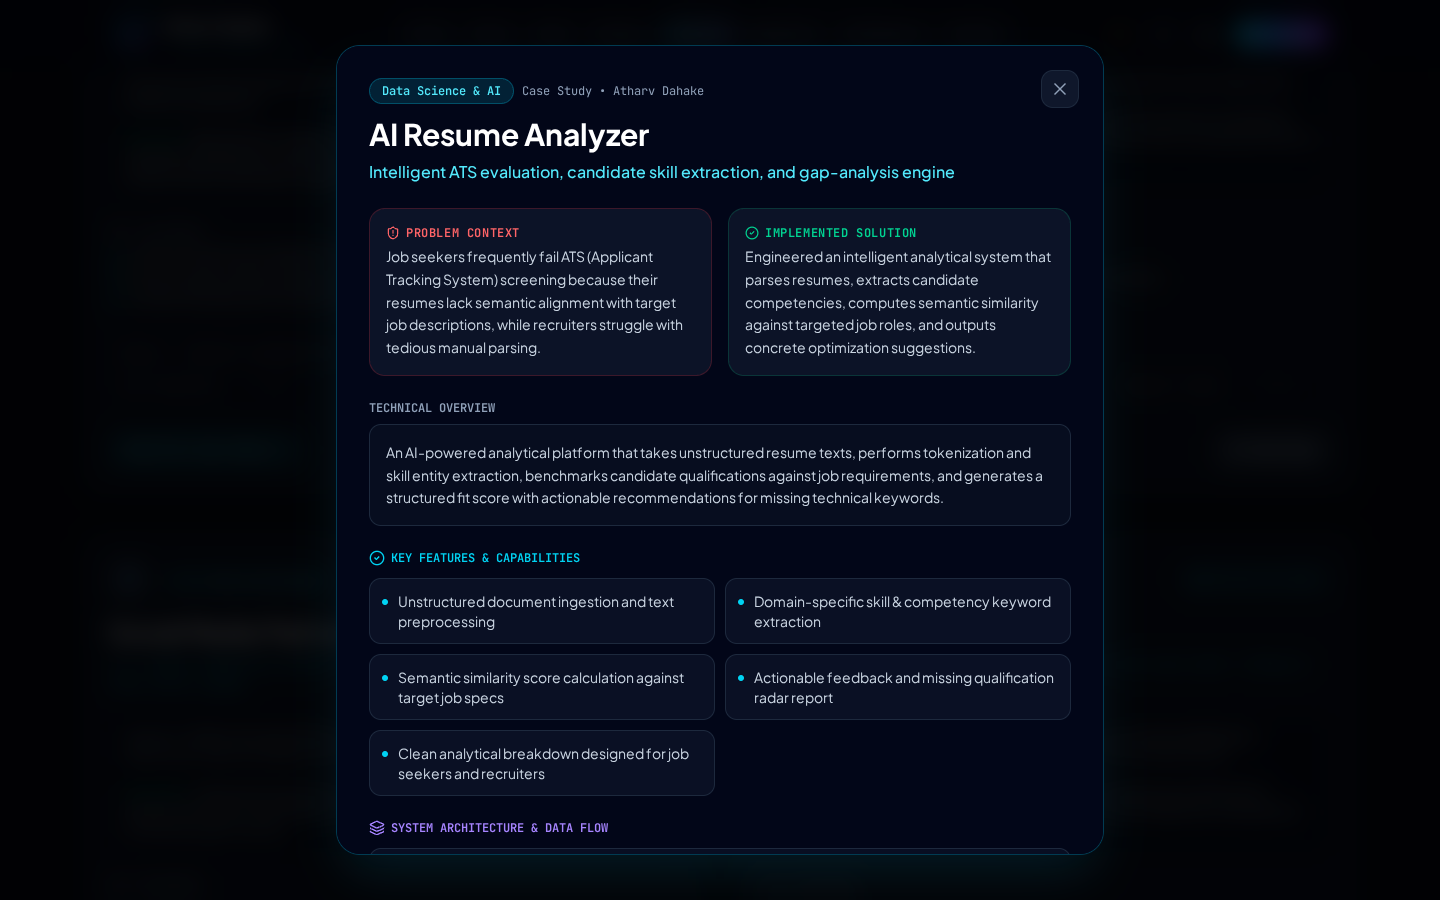 Data Science & AI Case Study • Atharv Dahake
AI Resume Analyzer
Intelligent ATS evaluation, candidate skill extraction, and gap-analysis engine
PROBLEM CONTEXT
Job seekers frequently fail ATS (Applicant
Tracking System) screening because their
resumes lack semantic alignment with target
job descriptions, while recruiters struggle with
tedious manual parsing.
IMPLEMENTED SOLUTION
Engineered an intelligent analytical system that
parses resumes, extracts candidate
competencies, computes semantic similarity
against targeted job roles, and outputs
concrete optimization suggestions.
TECHNICAL OVERVIEW
An AI-powered analytical platform that takes unstructured resume texts, performs tokenization and
skill entity extraction, benchmarks candidate qualifications against job requirements, and generates a
structured fit score with actionable recommendations for missing technical keywords.
KEY FEATURES & CAPABILITIES
Unstructured document ingestion and text
preprocessing
Domain-specific skill & competency keyword
extraction
Semantic similarity score calculation against
target job specs
Actionable feedback and missing qualification
radar report
Clean analytical breakdown designed for job
seekers and recruiters
SYSTEM ARCHITECTURE & DATA FLOW